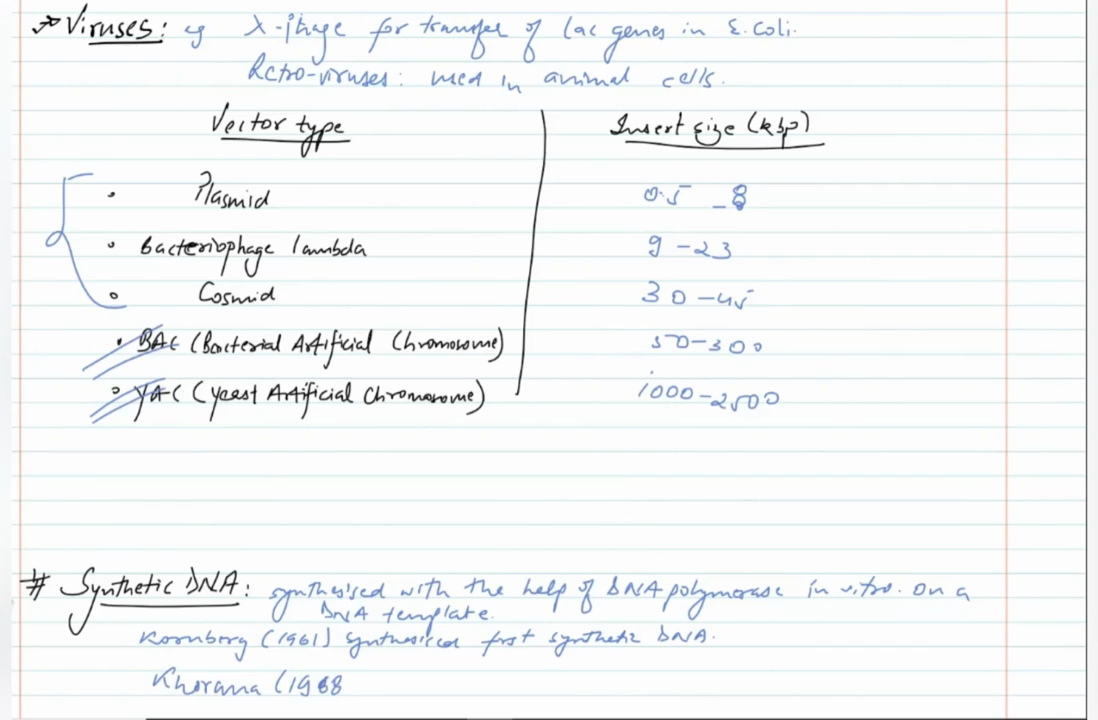 * Viruses: eg λ-phage for transfer of lac genes in E.Coli.
Retro-viruses: used in animal cells.
Vector type Insert size (kbp)
• Plasmid 0.5 - 8
• Bacteriophage lambda 9 - 23
• Cosmid 30 - 45
• BAC (Bacterial Artificial Chromosome) 50-300
• YAC (Yeast Artificial Chromosome) 1000-2500
# Synthetic DNA: synthesised with the help of DNA polymerase in vitro. on a
DNA template.
Kornberg (1961) synthesised first synthetic DNA.
Khorana (1968